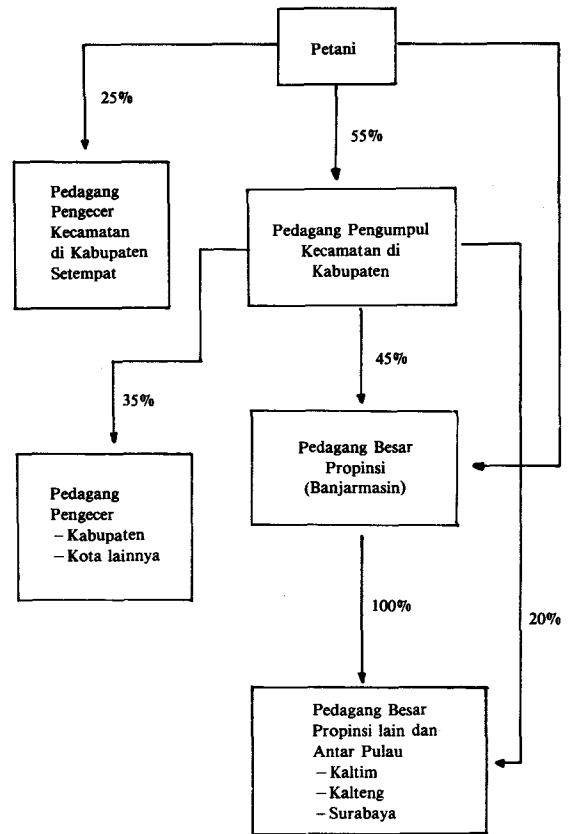 Petani
25%
55%
Pedagang
Pengecer
Kecamatan
di Kabupaten
Setempat
Pedagang Pengumpul
Kecamatan di
Kabupaten
45%
35%
Pedagang Besar
Propinsi
(Banjarmasin)
Pedagang
Pengecer
– Kabupaten
– Kota lainnya
100%
20%
Pedagang Besar
Propinsi lain dan
Antar Pulau
– Kaltim
– Kalteng
– Surabaya